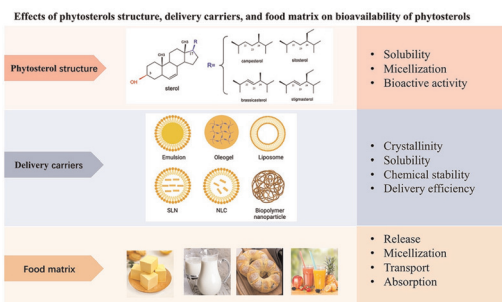 Effects of phytosterols structure, delivery carriers, and food matrix on bioavailability of phytosterols
Phytosterol structure
OH
sterol
R
R=
campesterol
sitosterol
brassicasterol
stigmasterol
• Solubility
• Micellization
• Bioactive activity
Delivery carriers
Emulsion
Oleogel
Liposome
SLN
NLC
Biopolymer
nanoparticle
• Crystallinity
• Solubility
• Chemical stability
• Delivery efficiency
Food matrix
• Release
• Micellization
• Transport
• Absorption